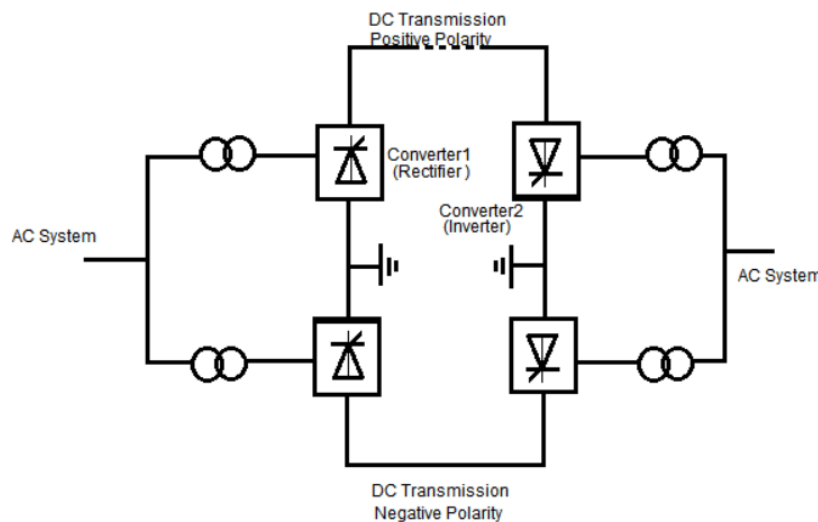 DC Transmission
Positive Polarity
Converter1
(Rectifier)
Converter2
(Inverter)
AC System
AC System
DC Transmission
Negative Polarity